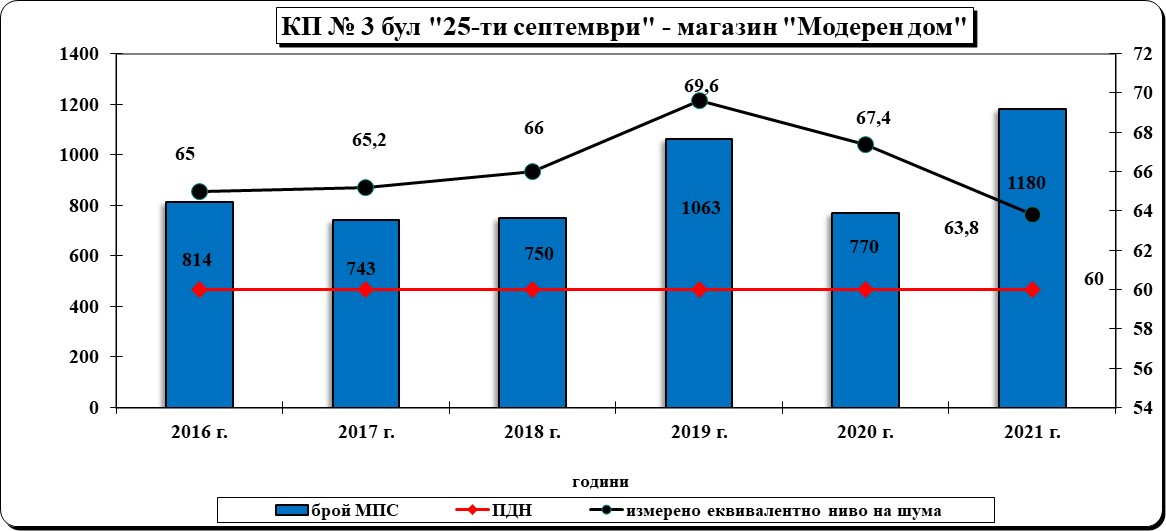 КП № 3 бул "25-ти септември" - магазин "Модерен дом"
1400 72
1200 70
1000 68
800 66
600 64
400 62
200 60
0 58
56
54
65 65,2 66 69,6 67,4 63,8
814 743 750 1063 770 1180
60
2016 г. 2017 г. 2018 г. 2019 г. 2020 г. 2021 г.
години
брой МПС ПДН измерено еквивалентно ниво на шума